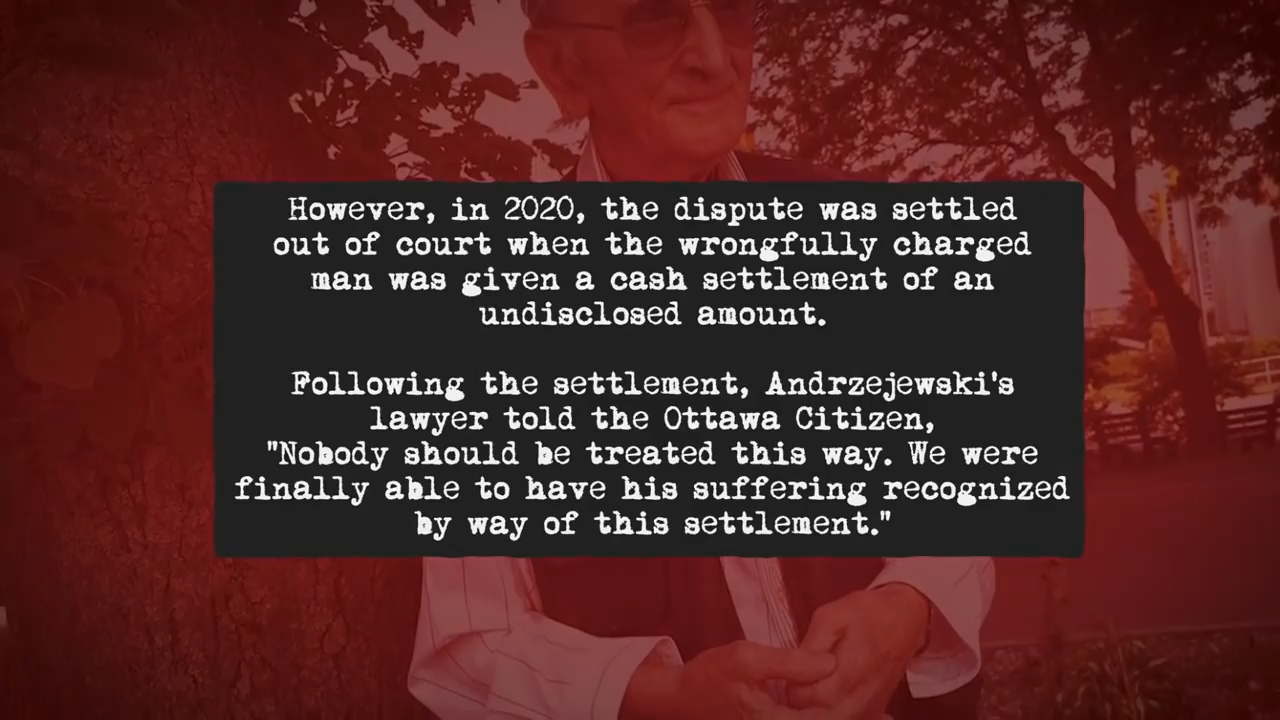 However, in 2020, the dispute was settled
out of court when the wrongfully charged
man was given a cash settlement of an
undisclosed amount.
Following the settlement, Andrzejewski's
lawyer told the Ottawa Citizen,
"Nobody should be treated this way. We were
finally able to have his suffering recognized
by way of this settlement."